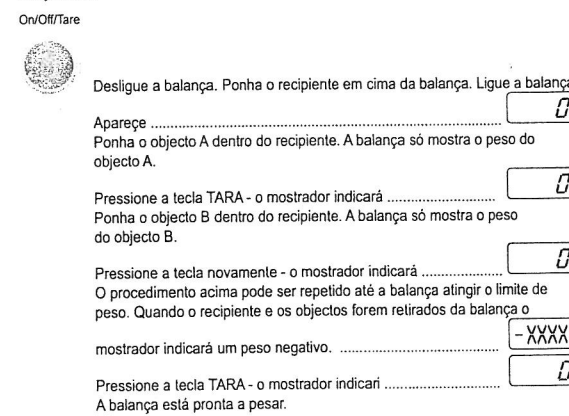 On/Off/Tare
Desligue a balança. Ponha o recipiente em cima da balança. Ligue a balança
0
Apareçe ..........................................................................
Ponha o objecto A dentro do recipiente. A balança só mostra o peso do
objecto A.
0
Pressione a tecla TARA - o mostrador indicará ...........................
Ponha o objecto B dentro do recipiente. A balança só mostra o peso
do objecto B.
0
Pressione a tecla novamente - o mostrador indicará ....................
O procedimento acima pode ser repetido até a balança atingir o limite de
peso. Quando o recipiente e os objectos forem retirados da balança o
-XXXX
mostrador indicará um peso negativo. .......................................
0
Pressione a tecla TARA - o mostrador indicari .............................
A balança está pronta a pesar.